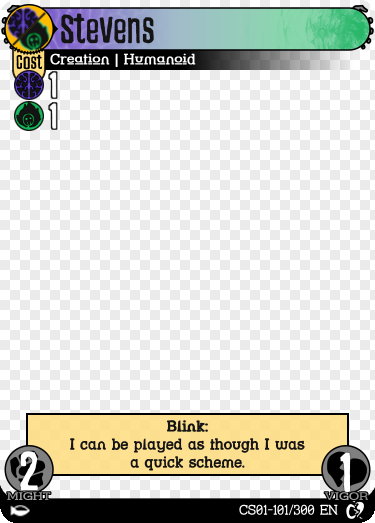 Stevens
Cost
Creation | Humanoid
1
1
Blink:
I can be played as though I was
a quick scheme.
2
1
MIGHT
VIGOR
CS01-101/300 EN